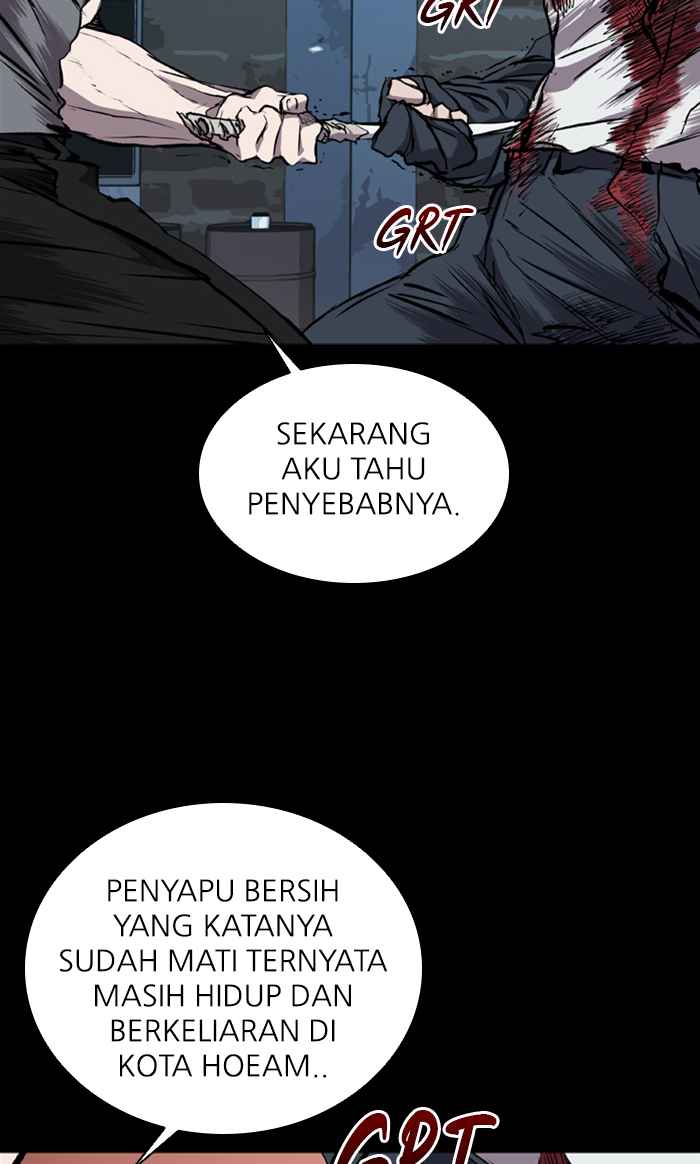 GRT
GRT
SEKARANG
AKU TAHU
PENYEBABNYA.
PENYAPU BERSIH
YANG KATANYA
SUDAH MATI TERNYATA
MASIH HIDUP DAN
BERKELIARAN DI
KOTA HOEAM..
GRT